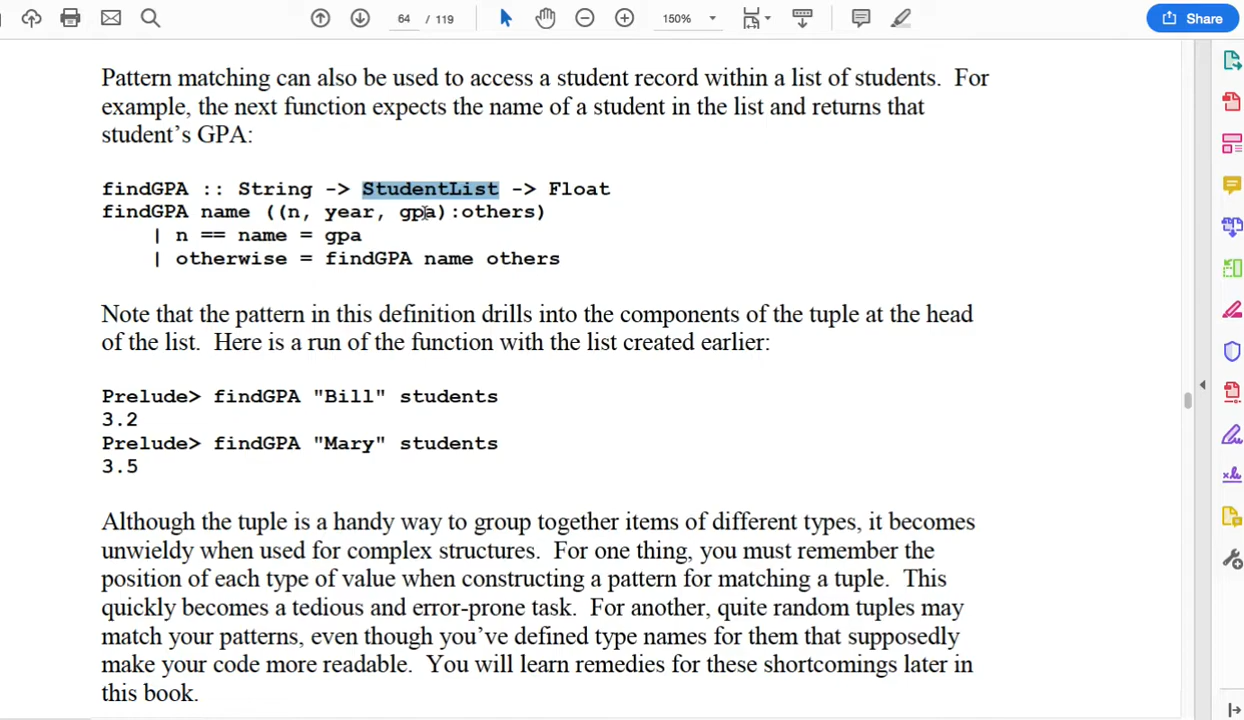 64 / 119
150%
Share
Pattern matching can also be used to access a student record within a list of students.  For
example, the next function expects the name of a student in the list and returns that
student’s GPA:
findGPA :: String -> StudentList -> Float
findGPA name ((n, year, gpa):others)
    | n == name = gpa
    | otherwise = findGPA name others
Note that the pattern in this definition drills into the components of the tuple at the head
of the list.  Here is a run of the function with the list created earlier:
Prelude> findGPA "Bill" students
3.2
Prelude> findGPA "Mary" students
3.5
Although the tuple is a handy way to group together items of different types, it becomes
unwieldy when used for complex structures.  For one thing, you must remember the
position of each type of value when constructing a pattern for matching a tuple.  This
quickly becomes a tedious and error-prone task.  For another, quite random tuples may
match your patterns, even though you’ve defined type names for them that supposedly
make your code more readable.  You will learn remedies for these shortcomings later in
this book.